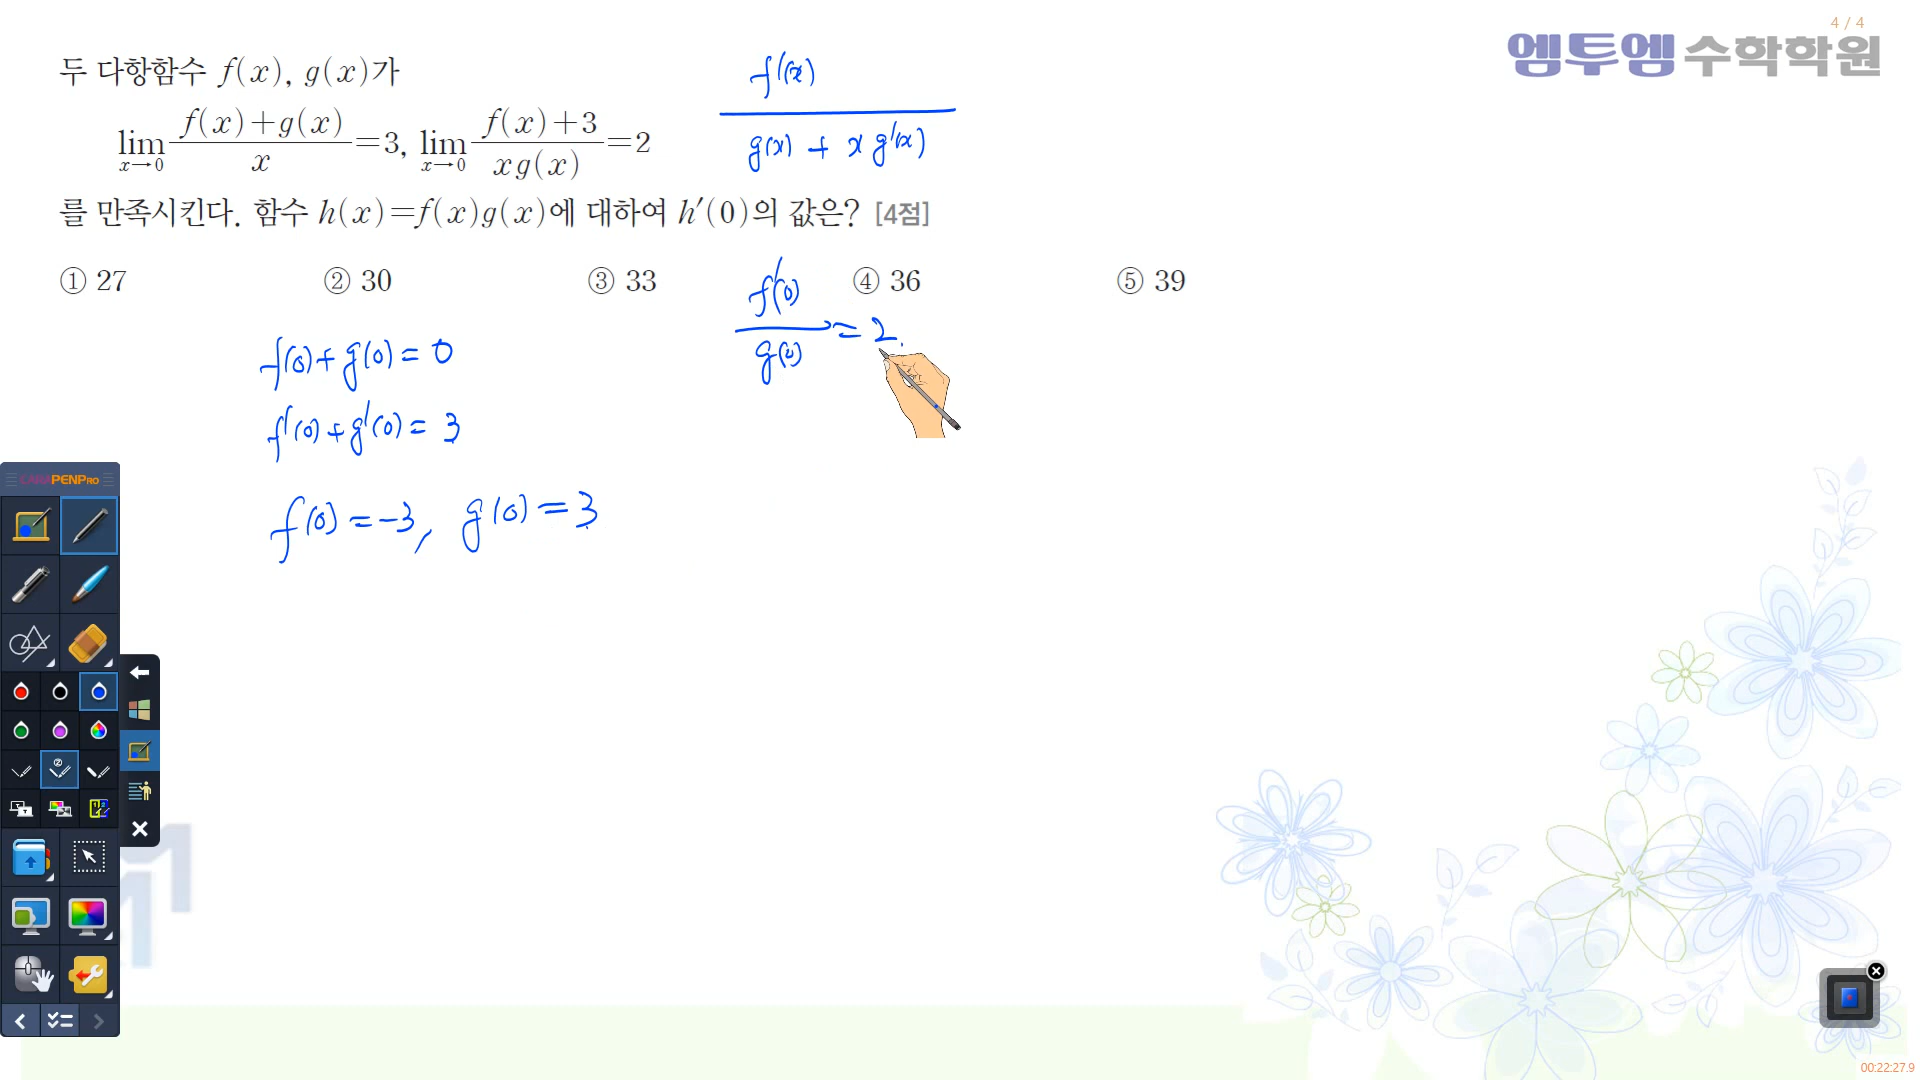 4 / 4
엠투엠수학학원
두 다항함수 f(x), g(x)가
lim x→0 f(x)+g(x) / x =3, lim x→0 f(x)+3 / xg(x) =2
f'(x) / g(x) + x g'(x)
를 만족시킨다. 함수 h(x)=f(x)g(x)에 대하여 h′(0)의 값은? [4점]
① 27 ② 30 ③ 33 ④ 36 ⑤ 39
f'(0) / g(0) = 2.
f(0)+g(0)=0
f'(0)+g'(0)=3
f(0)=-3, g(0)=3
PENPRO
00:22:27.9